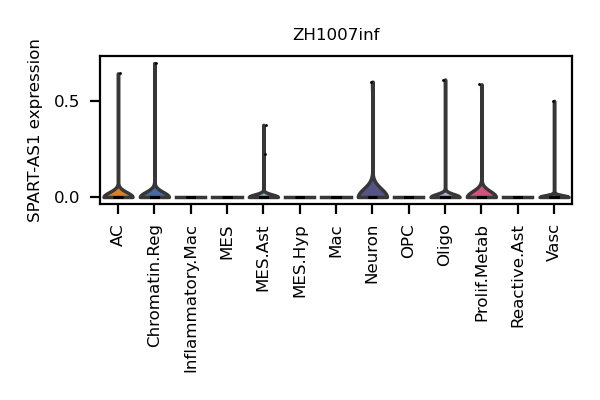 ZH1007inf
SPART-AS1 expression
0.5
0.0
AC
Chromatin.Reg
Inflammatory.Mac
MES
MES.Ast
MES.Hyp
Mac
Neuron
OPC
Oligo
Prolif.Metab
Reactive.Ast
Vasc